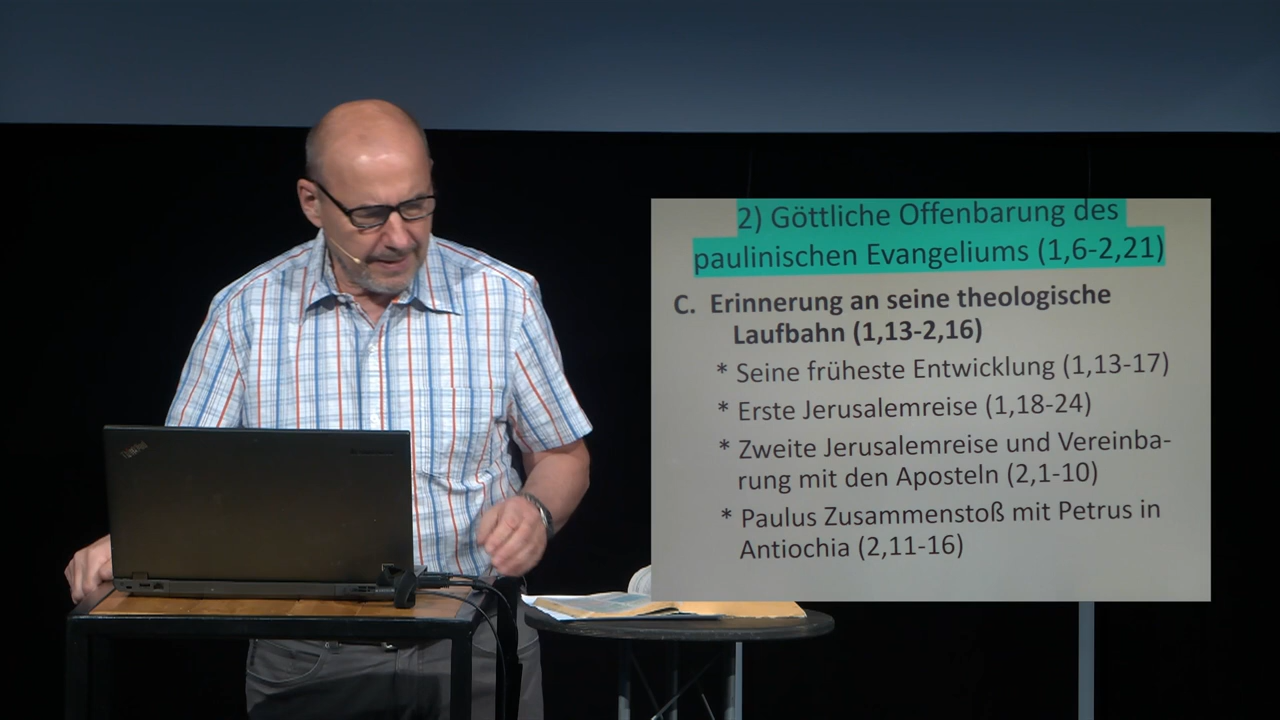 2) Göttliche Offenbarung des
paulinischen Evangeliums (1,6-2,21)
C. Erinnerung an seine theologische
Laufbahn (1,13-2,16)
* Seine früheste Entwicklung (1,13-17)
* Erste Jerusalemreise (1,18-24)
* Zweite Jerusalemreise und Vereinba-
rung mit den Aposteln (2,1-10)
* Paulus Zusammenstoß mit Petrus in
Antiochia (2,11-16)
ThinkPad